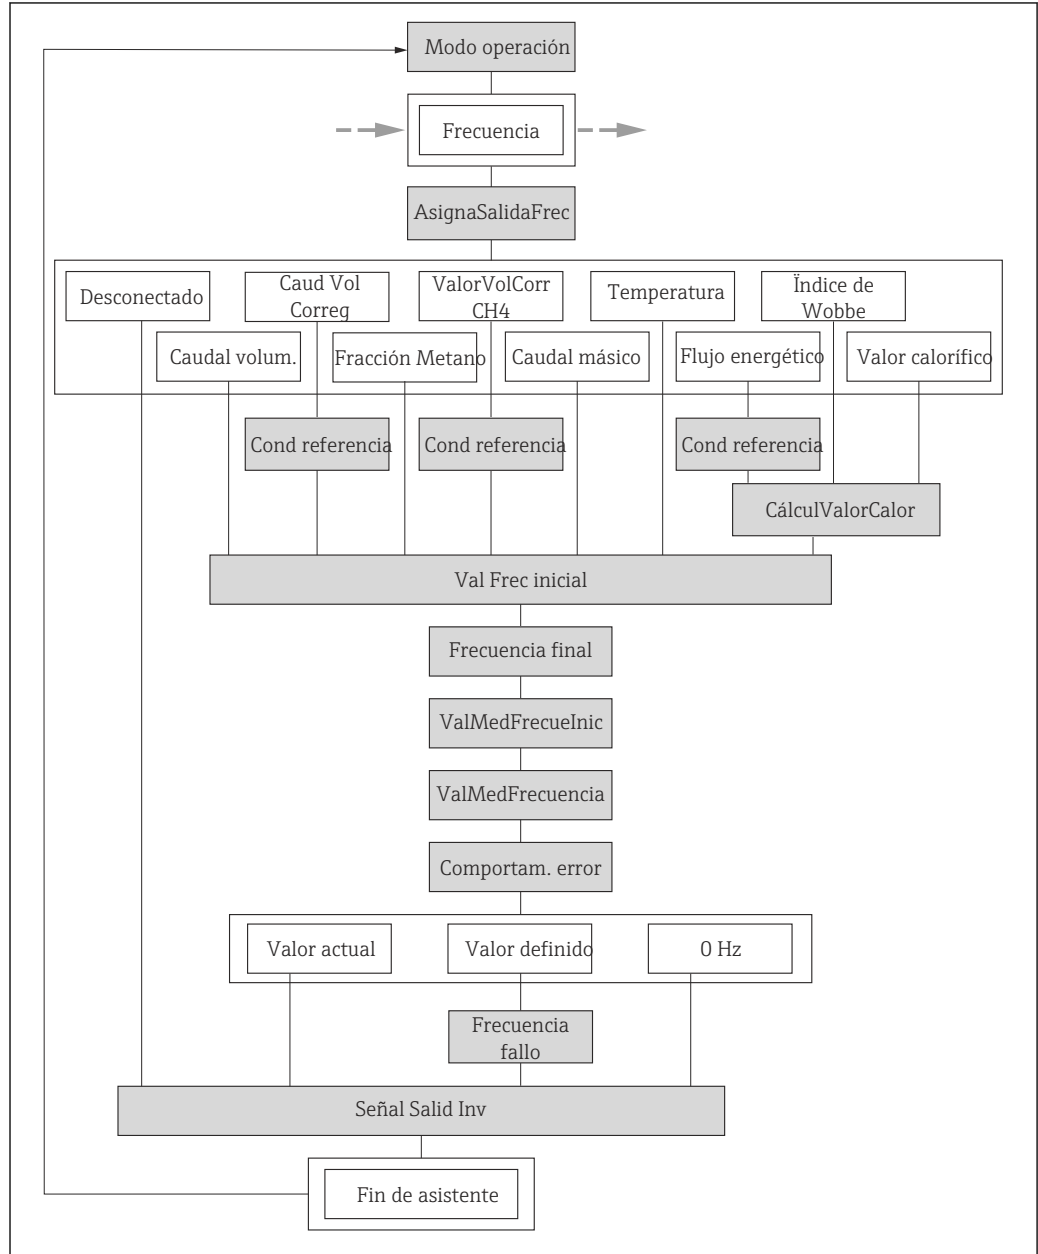 Modo operación
Frecuencia
AsignaSalidaFrec
Desconectado
Caud Vol
Correg
ValorVolCorr
CH4
Temperatura
Ïndice de
Wobbe
Caudal volum.
Fracción Metano
Caudal másico
Flujo energético
Valor calorífico
Cond referencia
Cond referencia
Cond referencia
CálculValorCalor
Val Frec inicial
Frecuencia final
ValMedFrecueInic
ValMedFrecuencia
Comportam. error
Valor actual
Valor definido
0 Hz
Frecuencia
fallo
Señal Salid Inv
Fin de asistente